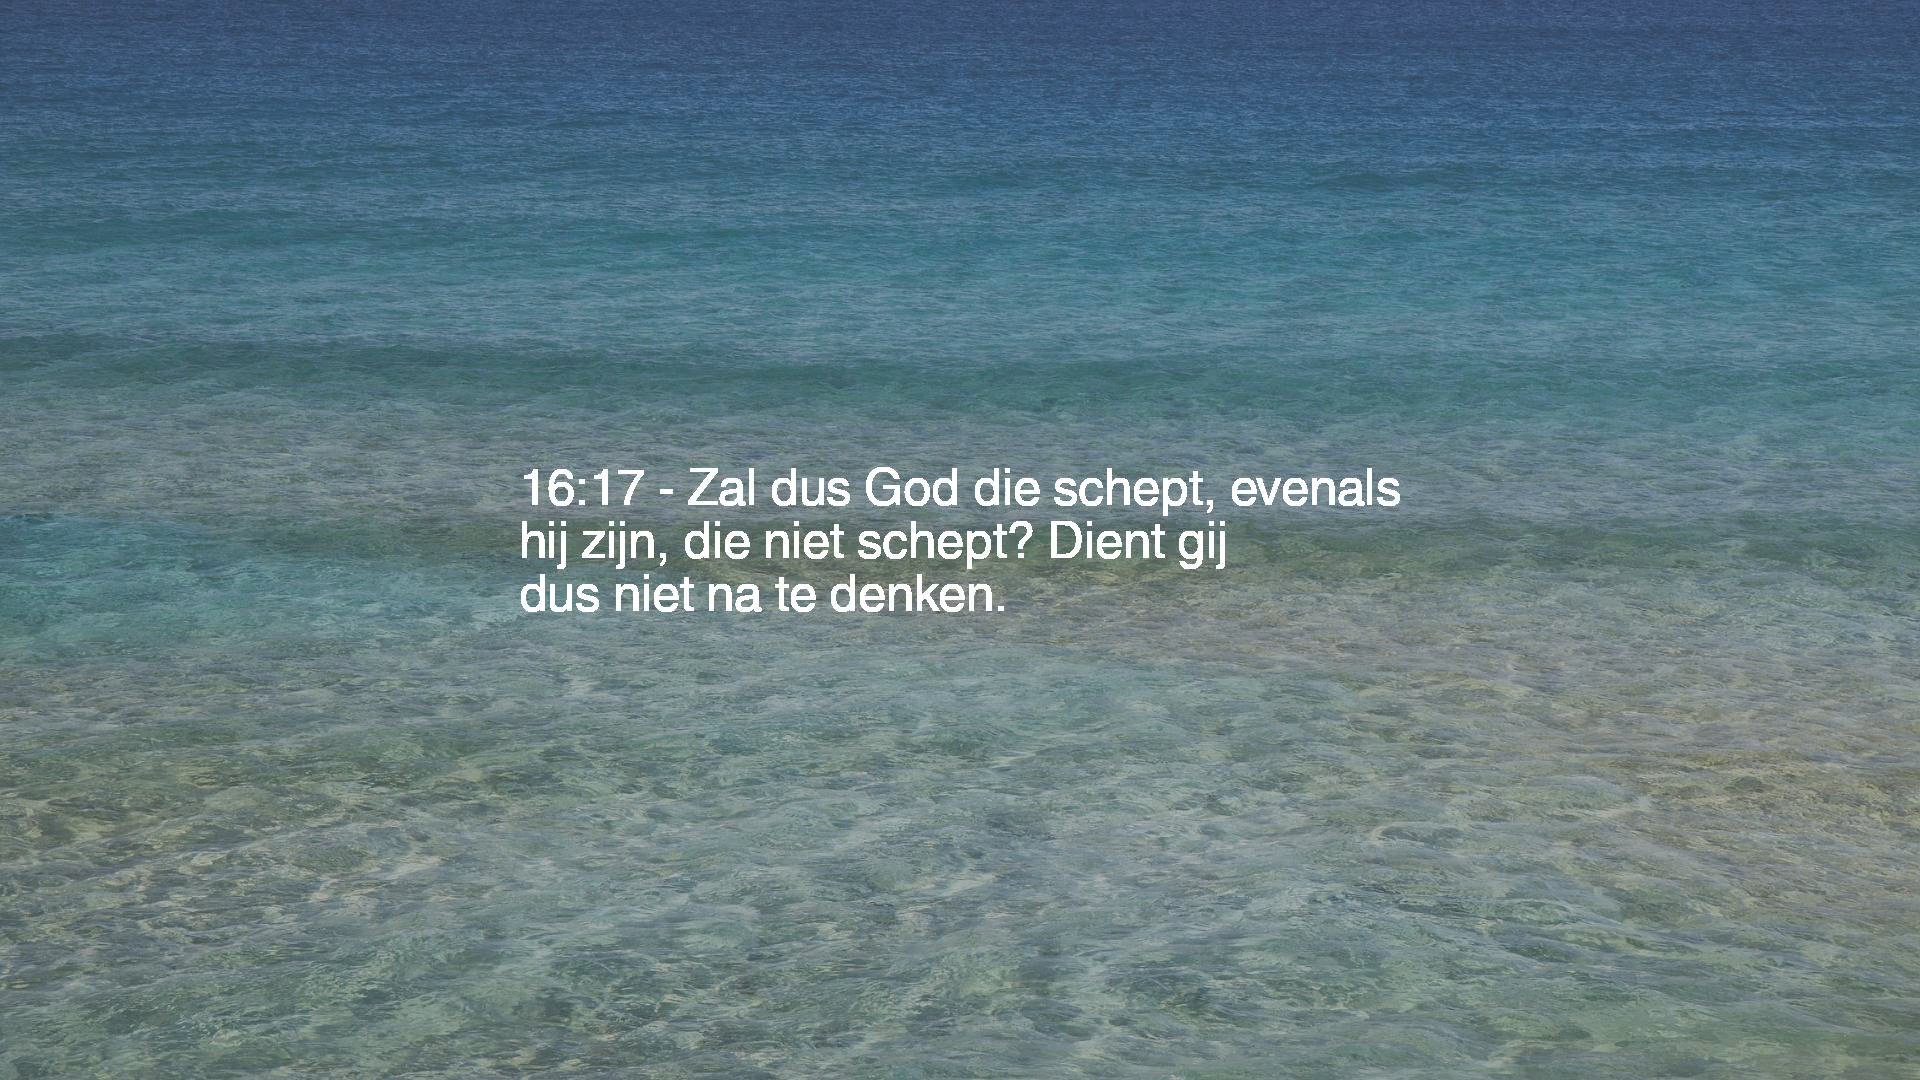 16:17 - Zal dus God die schept, evenals
hij zijn, die niet schept? Dient gij
dus niet na te denken.